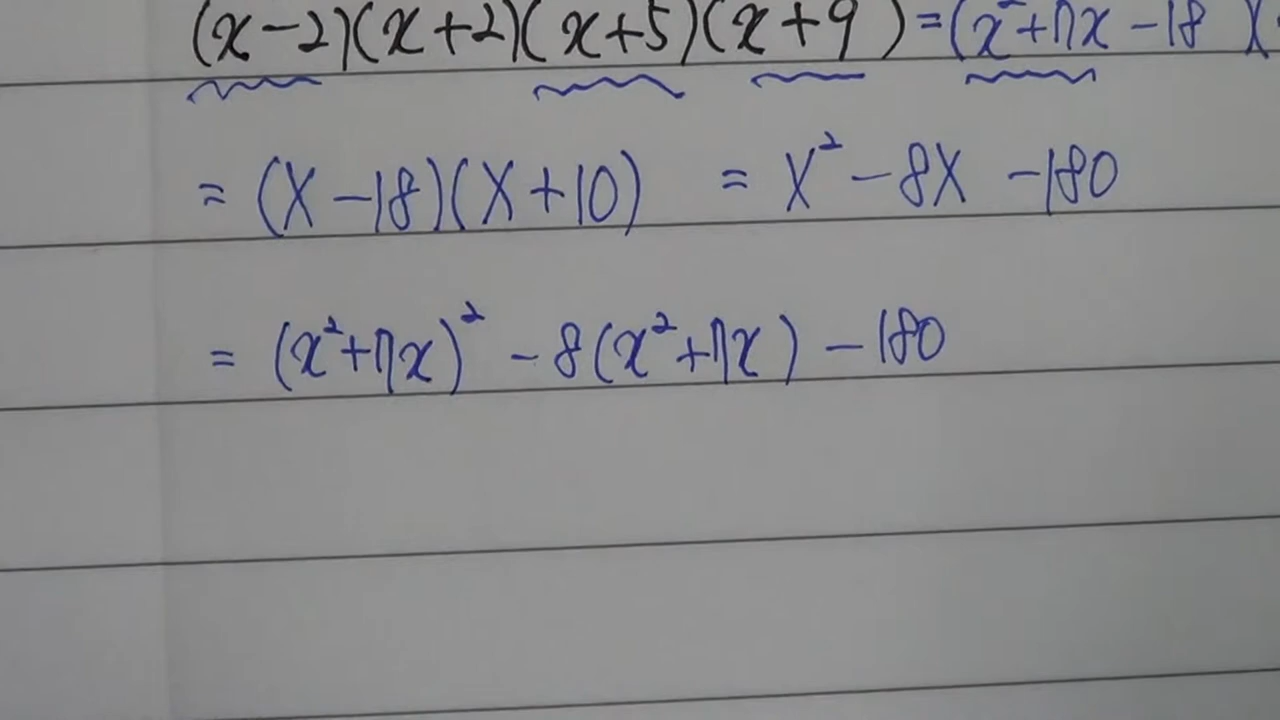 (x-2)(x+2)(x+5)(x+9)=(x²+7x-18)(
=(X-18)(X+10) = X²-8X-180
=(x²+7x)²-8(x²+7x)-180